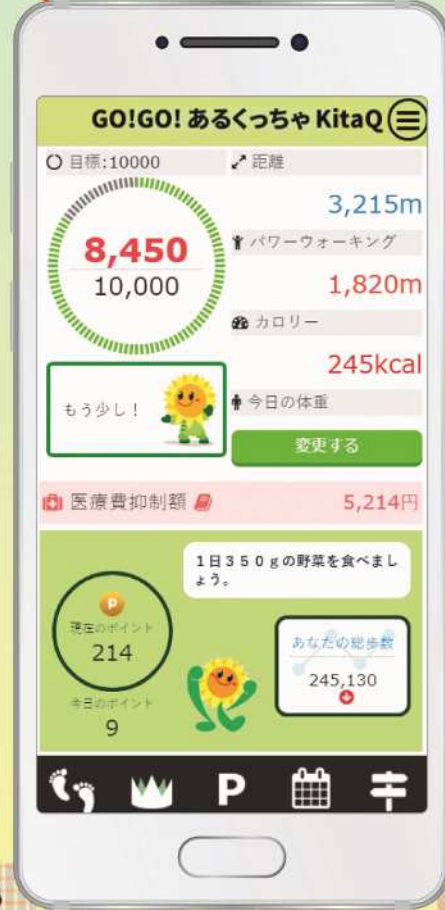 GO!GO! あるくっちゃ KitaQ
目標:10000
距離
3,215m
8,450
10,000
パワーウォーキング
1,820m
カロリー
245kcal
もう少し!
今日の体重
変更する
医療費抑制額
5,214円
1日350gの野菜を食べまし
ょう。
P
現在のポイント
214
今日のポイント
9
あなたの総歩数
245,130
P